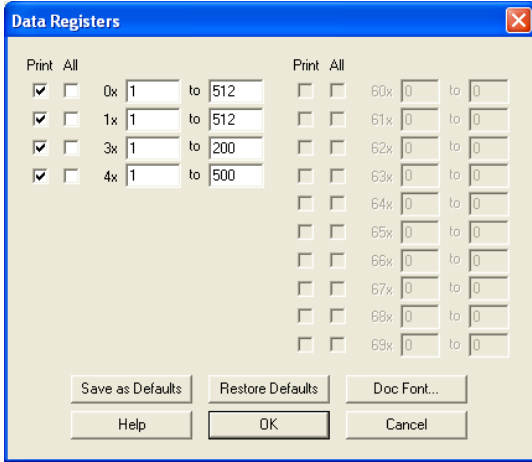 Data Registers
Print All Print All
0x 1 to 512 60x 0 to 0
1x 1 to 512 61x 0 to 0
3x 1 to 200 62x 0 to 0
4x 1 to 500 63x 0 to 0
64x 0 to 0
65x 0 to 0
66x 0 to 0
67x 0 to 0
68x 0 to 0
69x 0 to 0
Save as Defaults Restore Defaults Doc Font...
Help OK Cancel